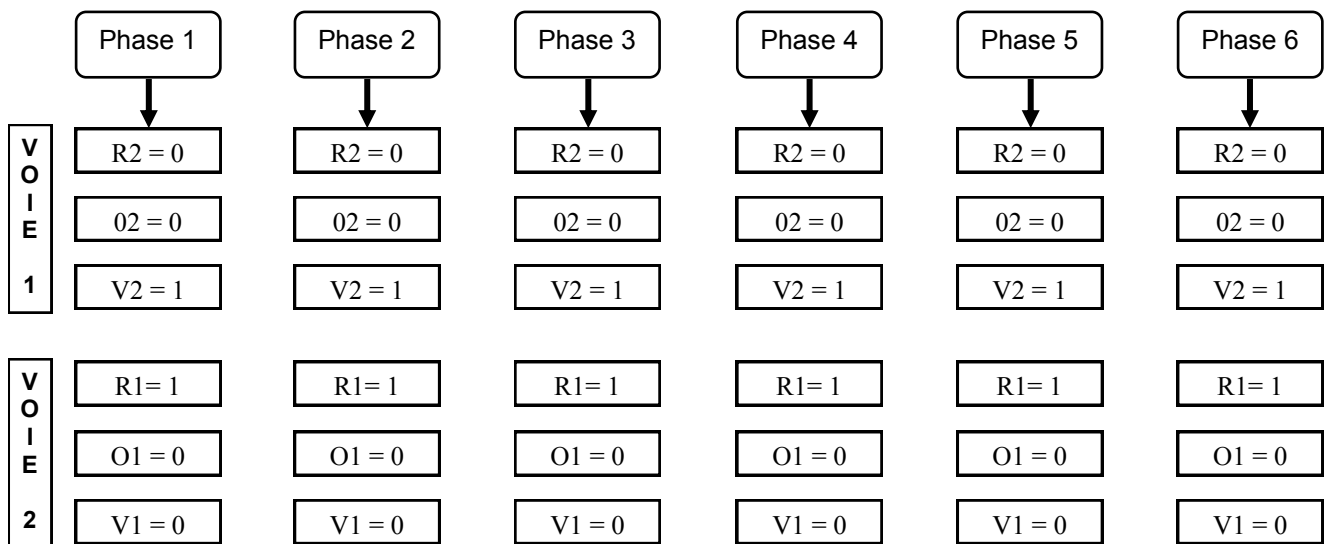 Phase 1 Phase 2 Phase 3 Phase 4 Phase 5 Phase 6
VOIE 1
R2 = 0 R2 = 0 R2 = 0 R2 = 0 R2 = 0 R2 = 0
02 = 0 02 = 0 02 = 0 02 = 0 02 = 0 02 = 0
V2 = 1 V2 = 1 V2 = 1 V2 = 1 V2 = 1 V2 = 1
VOIE 2
R1= 1 R1= 1 R1= 1 R1= 1 R1= 1 R1= 1
O1 = 0 O1 = 0 O1 = 0 O1 = 0 O1 = 0 O1 = 0
V1 = 0 V1 = 0 V1 = 0 V1 = 0 V1 = 0 V1 = 0